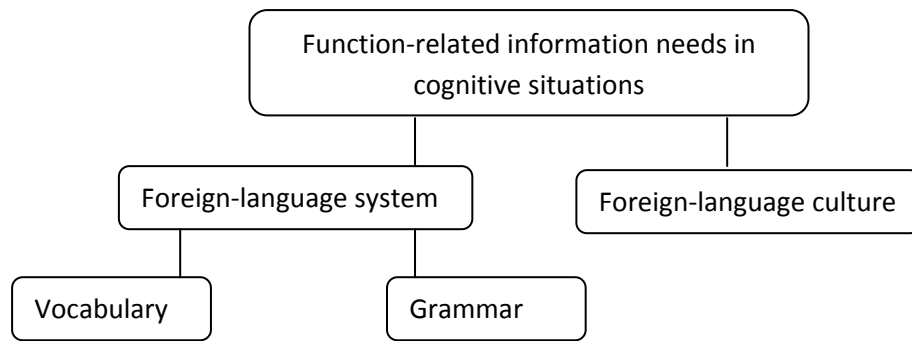 Function-related information needs in
cognitive situations
Foreign-language system
Foreign-language culture
Vocabulary
Grammar